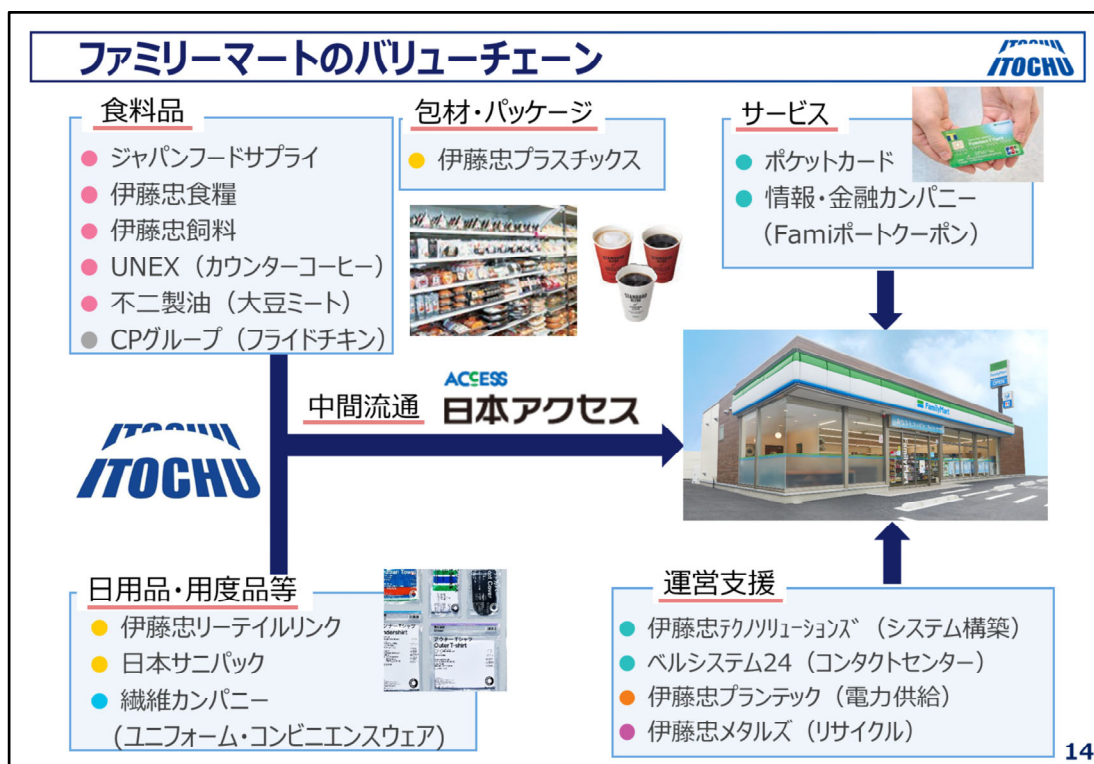 ファミリーマートのバリューチェーン
ITOCHU
ITOCHU
食料品
ジャパンフードサプライ
伊藤忠食糧
伊藤忠飼料
UNEX（カウンターコーヒー）
不二製油（大豆ミート）
CPグループ（フライドチキン）
包材・パッケージ
伊藤忠プラスチックス
サービス
ポケットカード
情報・金融カンパニー
（Famiポートクーポン）
中間流通
ACCESS
日本アクセス
ITOCHU
ITOCHU
FamilyMart
日用品・用度品等
伊藤忠リーテイルリンク
日本サニパック
繊維カンパニー
（ユニフォーム・コンビニエンスウェア）
アウターTシャツ
Outer T-shirt
運営支援
伊藤忠ﾃｸﾉｿﾘｭｰｼｮﾝｽﾞ（システム構築）
ベルシステム24（コンタクトセンター）
伊藤忠プランテック（電力供給）
伊藤忠メタルズ（リサイクル）
14